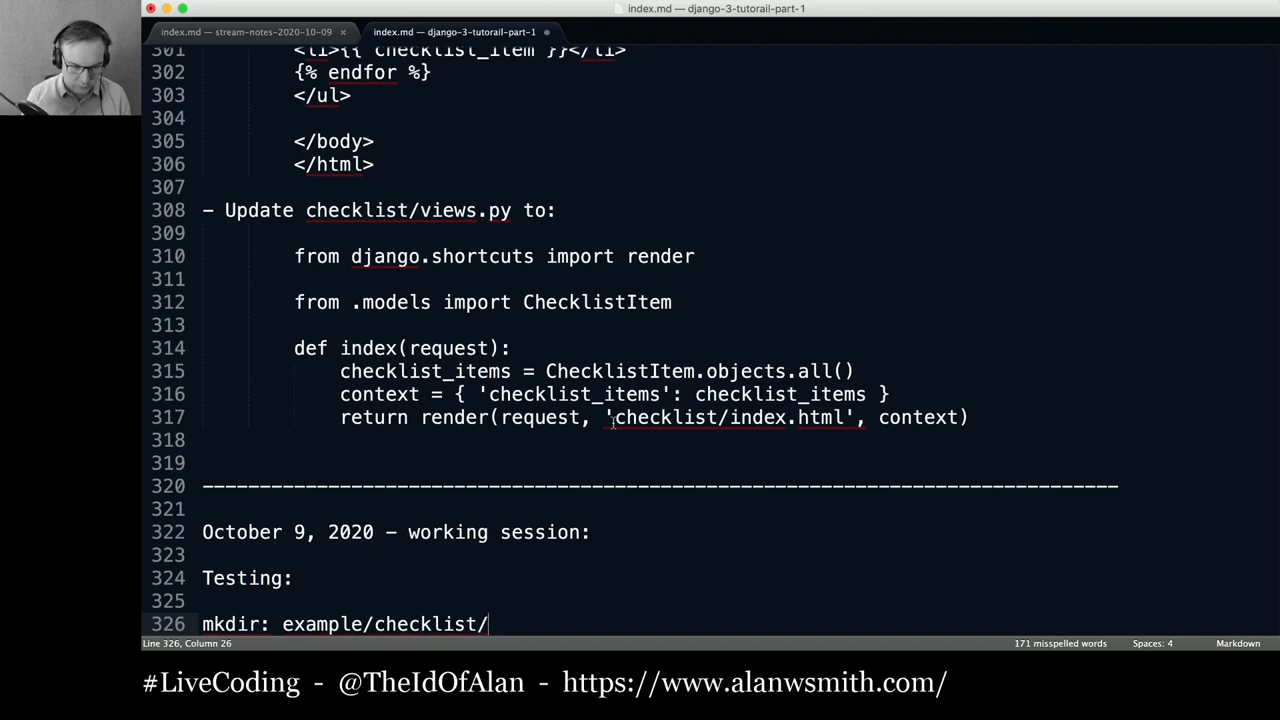 index.md — django-3-tutorail-part-1
index.md — stream-notes-2020-10-09 ×
index.md — django-3-tutorail-part-1
301 <li>{{ checklist_item }}</li>
302 {% endfor %}
303 </ul>
304
305 </body>
306 </html>
307
308 - Update checklist/views.py to:
309
310 from django.shortcuts import render
311
312 from .models import ChecklistItem
313
314 def index(request):
315 checklist_items = ChecklistItem.objects.all()
316 context = { 'checklist_items': checklist_items }
317 return render(request, 'checklist/index.html', context)
318
319
320 --------------------------------------------------------------------------------
321
322 October 9, 2020 - working session:
323
324 Testing:
325
326 mkdir: example/checklist/
Line 326, Column 26 171 misspelled words Spaces: 4 Markdown
#LiveCoding - @TheIdOfAlan - https://www.alanwsmith.com/